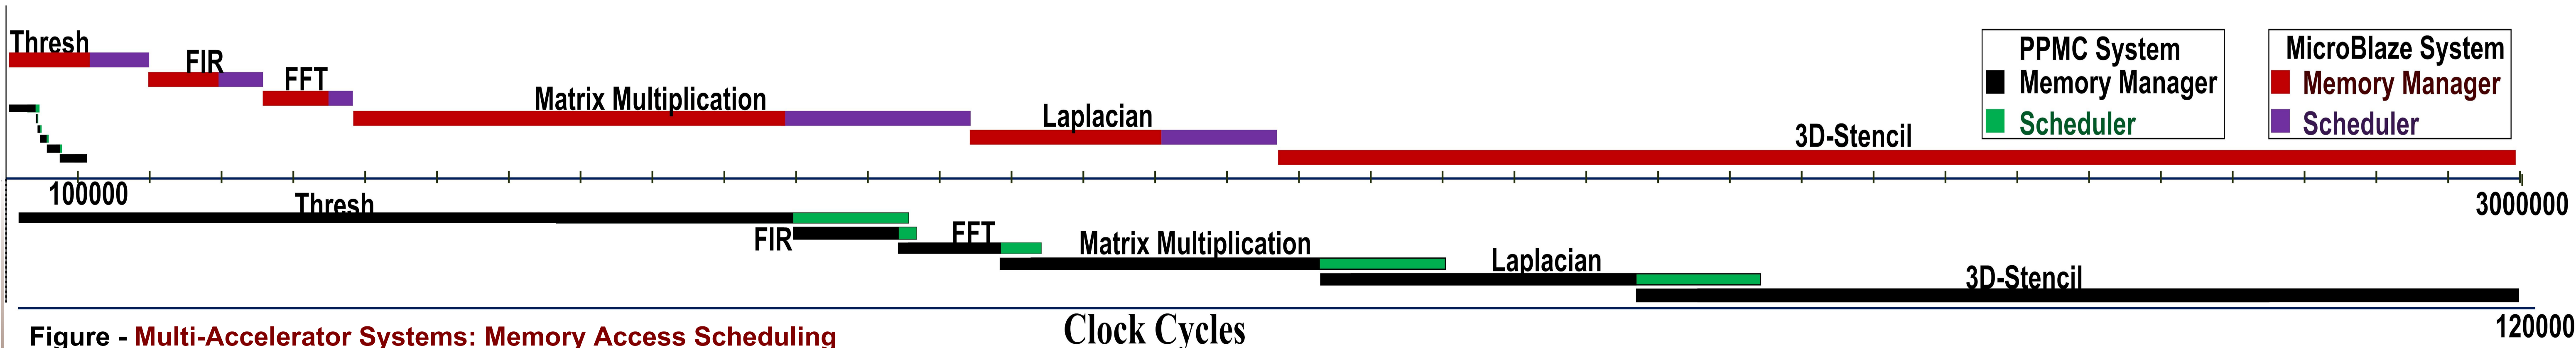 Thresh
FIR
FFT
Matrix Multiplication
Laplacian
3D-Stencil
PPMC System
Memory Manager
Scheduler
MicroBlaze System
Memory Manager
Scheduler
100000
3000000
Thresh
FIR
FFT
Matrix Multiplication
Laplacian
3D-Stencil
120000
Clock Cycles
Figure - Multi-Accelerator Systems: Memory Access Scheduling